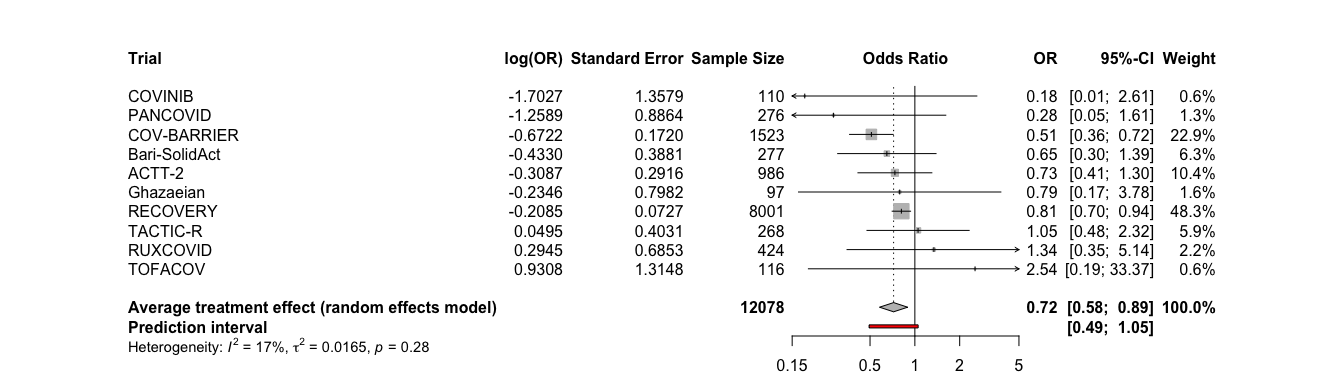 Trial log(OR) Standard Error Sample Size Odds Ratio OR 95%-CI Weight
COVINIB -1.7027 1.3579 110 0.18 [0.01; 2.61] 0.6%
PANCOVID -1.2589 0.8864 276 0.28 [0.05; 1.61] 1.3%
COV-BARRIER -0.6722 0.1720 1523 0.51 [0.36; 0.72] 22.9%
Bari-SolidAct -0.4330 0.3881 277 0.65 [0.30; 1.39] 6.3%
ACTT-2 -0.3087 0.2916 986 0.73 [0.41; 1.30] 10.4%
Ghazaeian -0.2346 0.7982 97 0.79 [0.17; 3.78] 1.6%
RECOVERY -0.2085 0.0727 8001 0.81 [0.70; 0.94] 48.3%
TACTIC-R 0.0495 0.4031 268 1.05 [0.48; 2.32] 5.9%
RUXCOVID 0.2945 0.6853 424 1.34 [0.35; 5.14] 2.2%
TOFACOV 0.9308 1.3148 116 2.54 [0.19; 33.37] 0.6%
Average treatment effect (random effects model) 12078 0.72 [0.58; 0.89] 100.0%
Prediction interval [0.49; 1.05]
Heterogeneity: I² = 17%, τ² = 0.0165, p = 0.28
0.15 0.5 1 2 5